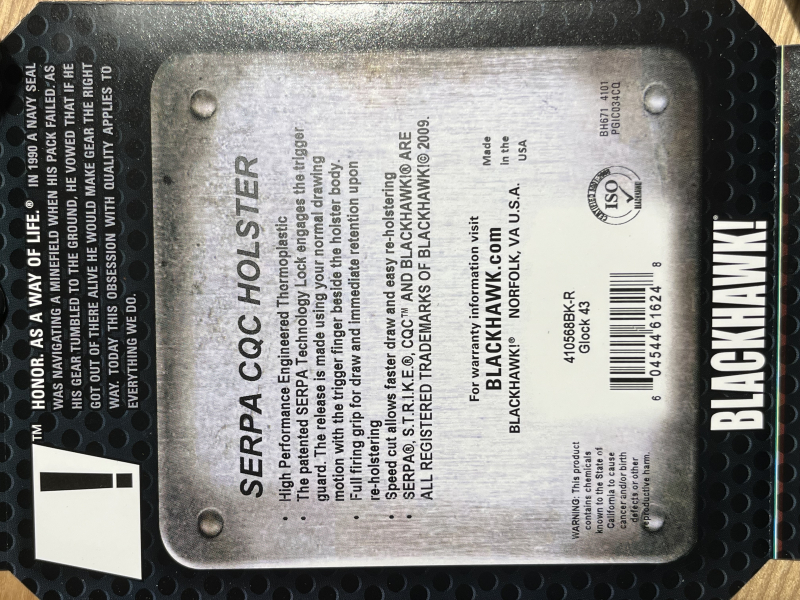 ™ HONOR. AS A WAY OF LIFE.® IN 1990 A NAVY SEAL
WAS NAVIGATING A MINEFIELD WHEN HIS PACK FAILED. AS
HIS GEAR TUMBLED TO THE GROUND, HE VOWED THAT IF HE
GOT OUT OF THERE ALIVE HE WOULD MAKE GEAR THE RIGHT
WAY. TODAY THIS OBSESSION WITH QUALITY APPLIES TO
EVERYTHING WE DO.
SERPA CQC HOLSTER
• High Performance Engineered Thermoplastic
• The patented SERPA Technology Lock engages the trigger
guard. The release is made using your normal drawing
motion with the trigger finger beside the holster body.
• Full firing grip for draw and immediate retention upon
re-holstering
• Speed cut allows faster draw and easy re-holstering
• SERPA®, S.T.R.I.K.E.®, CQC™ AND BLACKHAWK!® ARE
ALL REGISTERED TRADEMARKS OF BLACKHAWK!® 2009.
For warranty information visit
BLACKHAWK.com
BLACKHAWK!® NORFOLK, VA U.S.A.
Made
In the
USA
410568BK-R
Glock 43
6 04544 61624 8
ISO
BLACKHAWK
BH671 4101
PGIC034CQ
WARNING: This product
contains chemicals
known to the State of
California to cause
cancer and/or birth
defects or other
reproductive harm.
BLACKHAWK!®